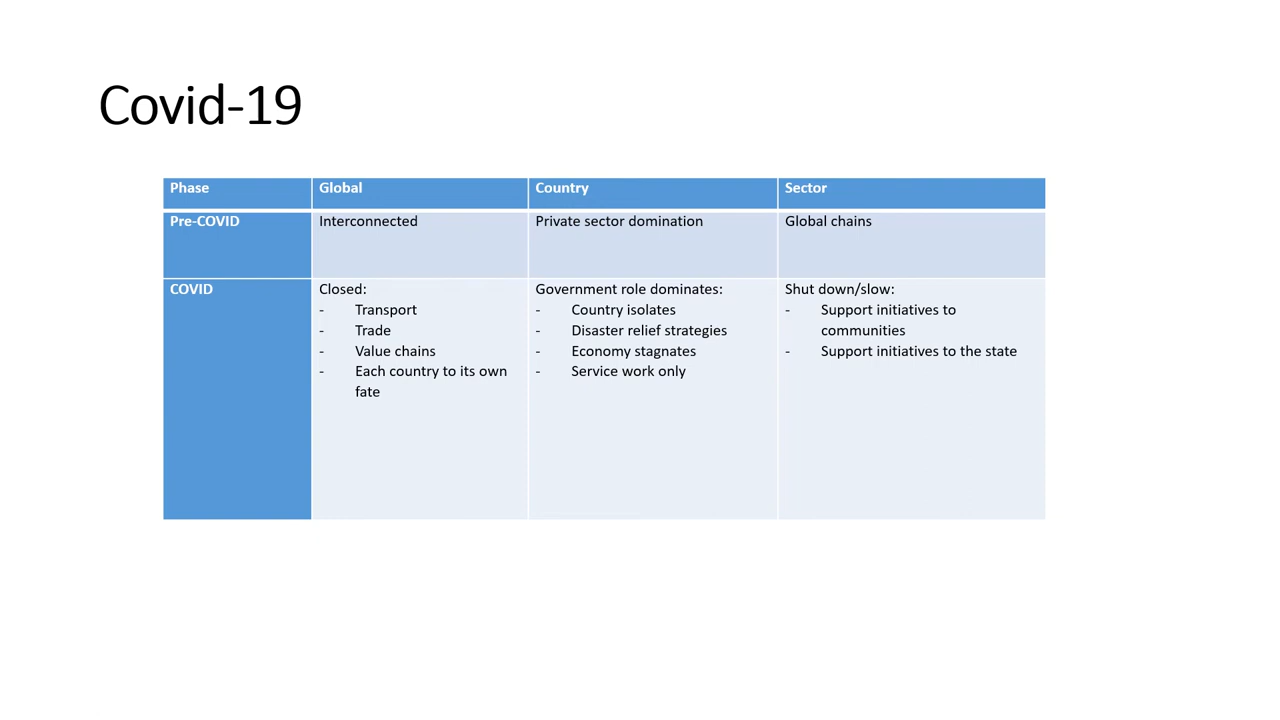 Covid-19
Phase Global Country Sector
Pre-COVID Interconnected Private sector domination Global chains
COVID Closed: Government role dominates: Shut down/slow:
- Transport - Country isolates - Support initiatives to
- Trade - Disaster relief strategies communities
- Value chains - Economy stagnates - Support initiatives to the state
- Each country to its own - Service work only
fate